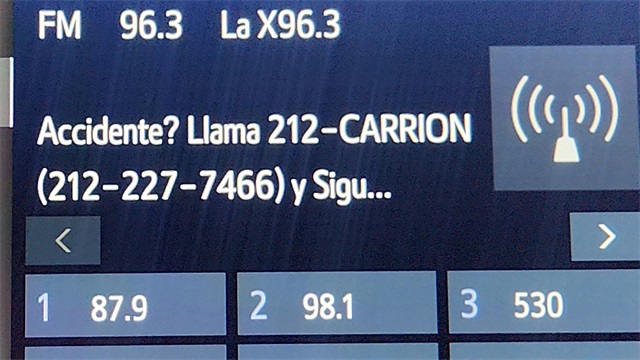 FM 96.3 La X96.3
Accidente? Llama 212-CARRION
(212-227-7466) y Sigu...
1 87.9 2 98.1 3 530